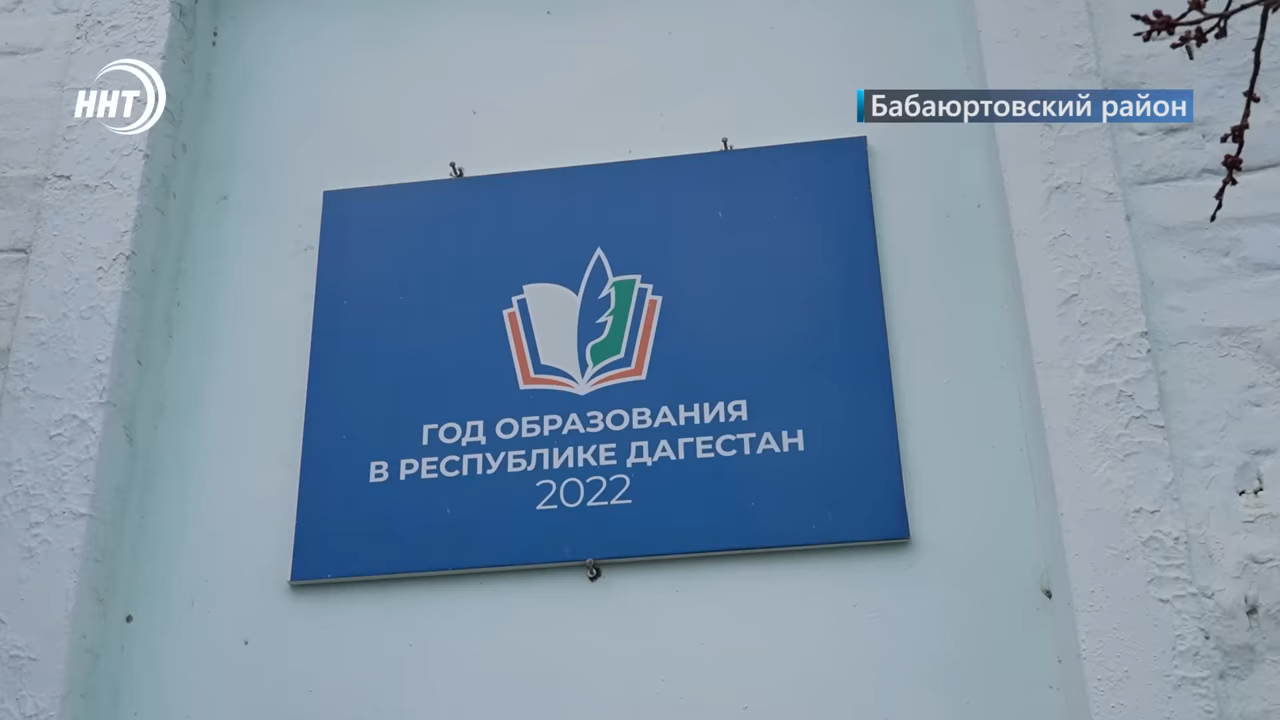 ННТ
Бабаюртовский район
ГОД ОБРАЗОВАНИЯ
В РЕСПУБЛИКЕ ДАГЕСТАН
2022